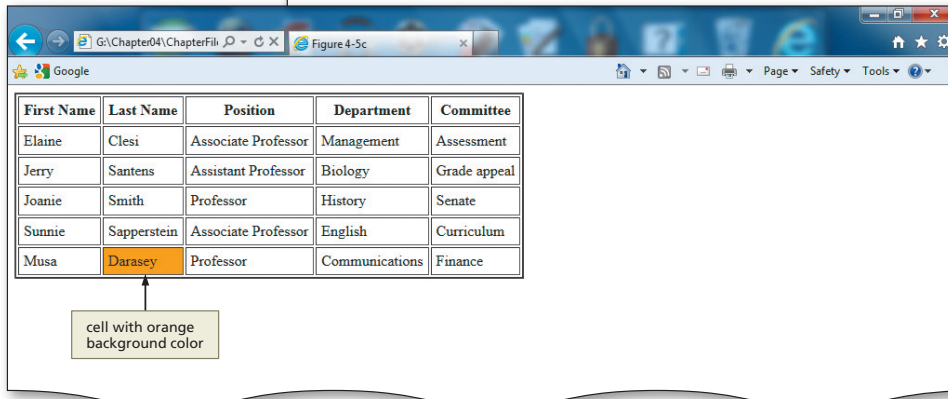 G:\Chapter04\ChapterFil
Figure 4-5c
Google
Page Safety Tools
First Name Last Name Position Department Committee
Elaine Clesi Associate Professor Management Assessment
Jerry Santens Assistant Professor Biology Grade appeal
Joanie Smith Professor History Senate
Sunnie Sapperstein Associate Professor English Curriculum
Musa Darasey Professor Communications Finance
cell with orange
background color